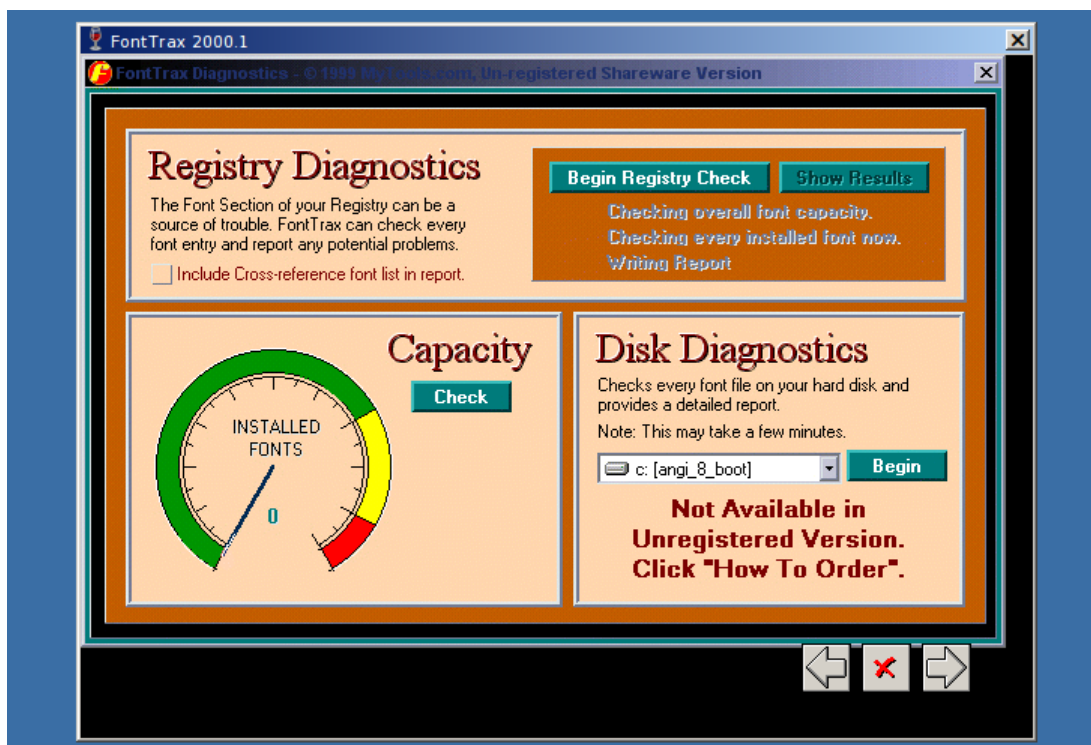 FontTrax 2000.1
FontTrax Diagnostics - © 1999 MyFonts.com, Un-registered Shareware Version
Registry Diagnostics
The Font Section of your Registry can be a
source of trouble. FontTrax can check every
font entry and report any potential problems.
Include Cross-reference font list in report.
Begin Registry Check
Show Results
Checking overall font capacity.
Checking every installed font now.
Writing Report
Capacity
Check
INSTALLED
FONTS
0
Disk Diagnostics
Checks every font file on your hard disk and
provides a detailed report.
Note: This may take a few minutes.
c: [angi_8_boot]
Begin
Not Available in
Unregistered Version.
Click "How To Order".